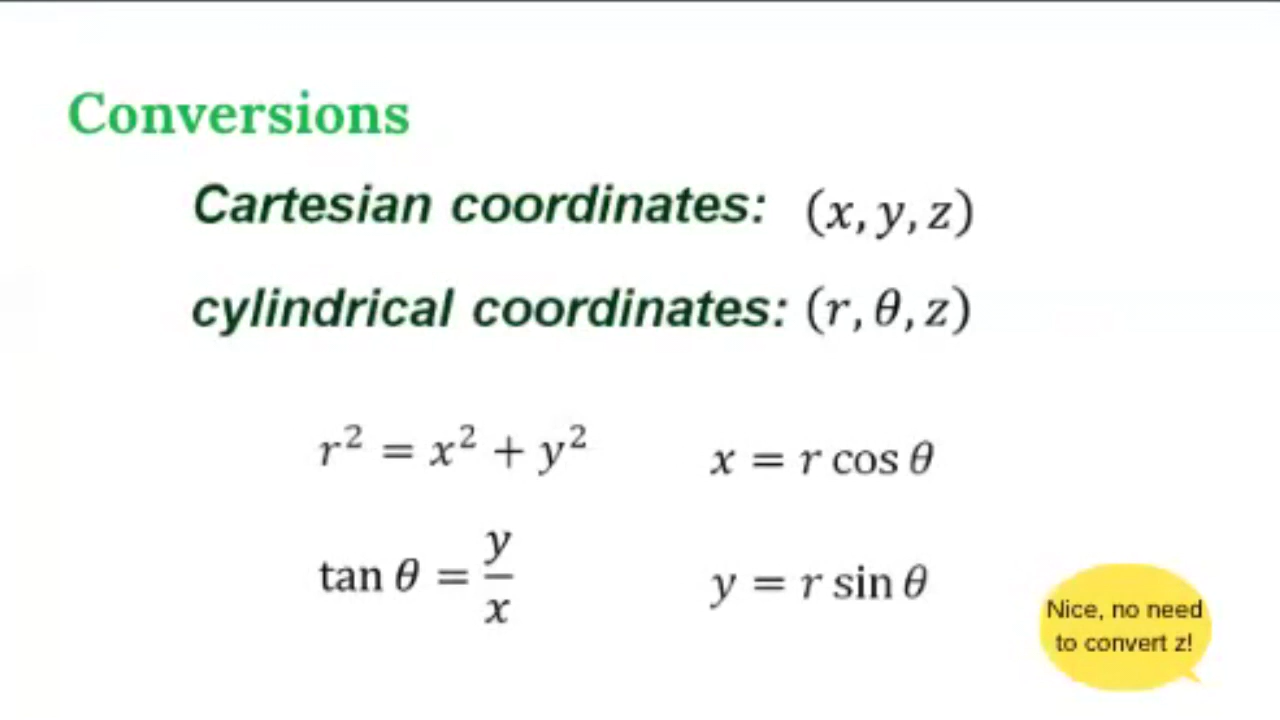 Conversions
Cartesian coordinates: (x, y, z)
cylindrical coordinates: (r, θ, z)
r² = x² + y²
x = r cos θ
tan θ = y/x
y = r sin θ
Nice, no need
to convert z!